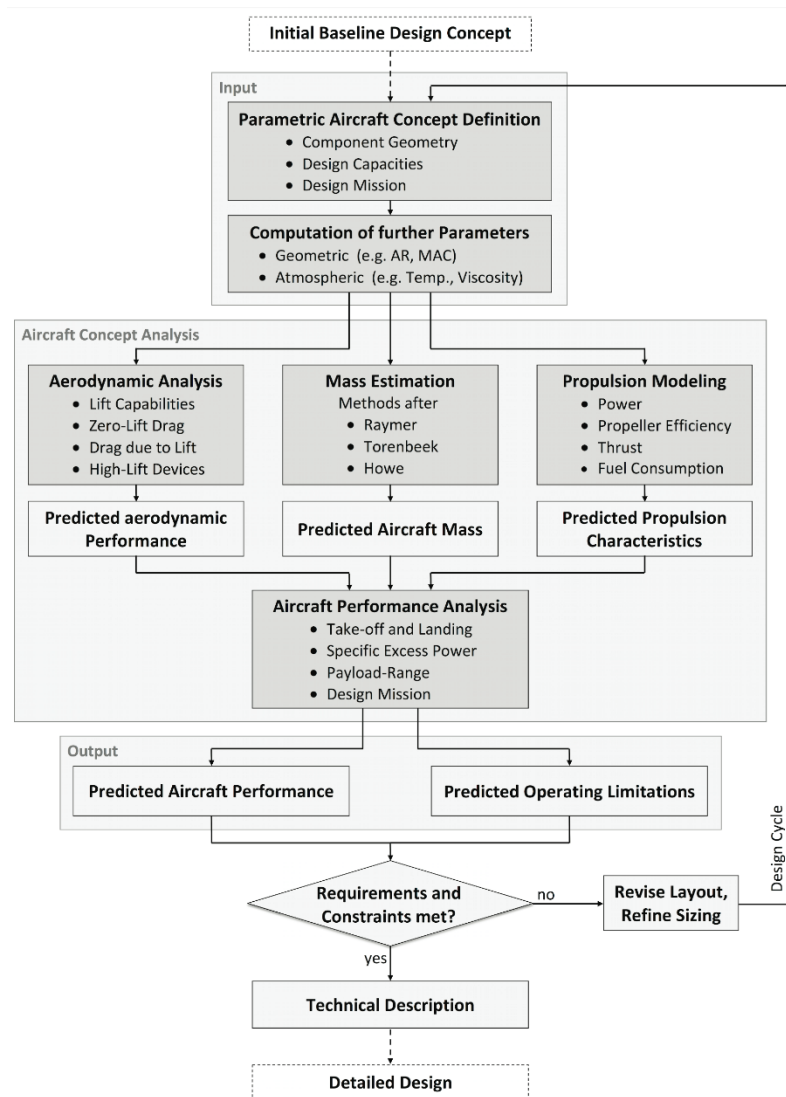 Initial Baseline Design Concept
Input
Parametric Aircraft Concept Definition
• Component Geometry
• Design Capacities
• Design Mission
Computation of further Parameters
• Geometric (e.g. AR, MAC)
• Atmospheric (e.g. Temp., Viscosity)
Aircraft Concept Analysis
Aerodynamic Analysis
• Lift Capabilities
• Zero-Lift Drag
• Drag due to Lift
• High-Lift Devices
Mass Estimation
Methods after
• Raymer
• Torenbeek
• Howe
Propulsion Modeling
• Power
• Propeller Efficiency
• Thrust
• Fuel Consumption
Predicted aerodynamic
Performance
Predicted Aircraft Mass
Predicted Propulsion
Characteristics
Aircraft Performance Analysis
• Take-off and Landing
• Specific Excess Power
• Payload-Range
• Design Mission
Output
Predicted Aircraft Performance
Predicted Operating Limitations
Requirements and
Constraints met?
no
Revise Layout,
Refine Sizing
Design Cycle
yes
Technical Description
Detailed Design